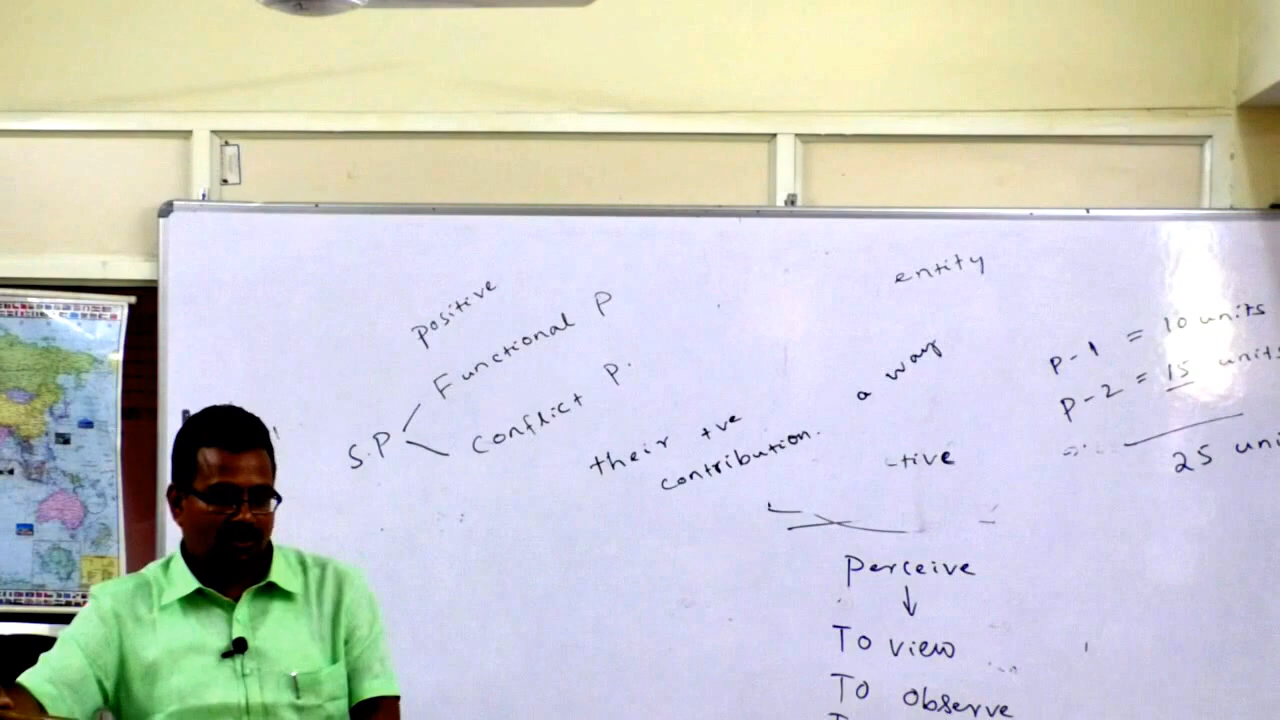 positive
Functional P
S.P
Conflict P.
their +ve
contribution.
entity
a way
-tive
Perceive
↓
To view
To observe
P-1 = 10 units
P-2 = 15 units
25 uni